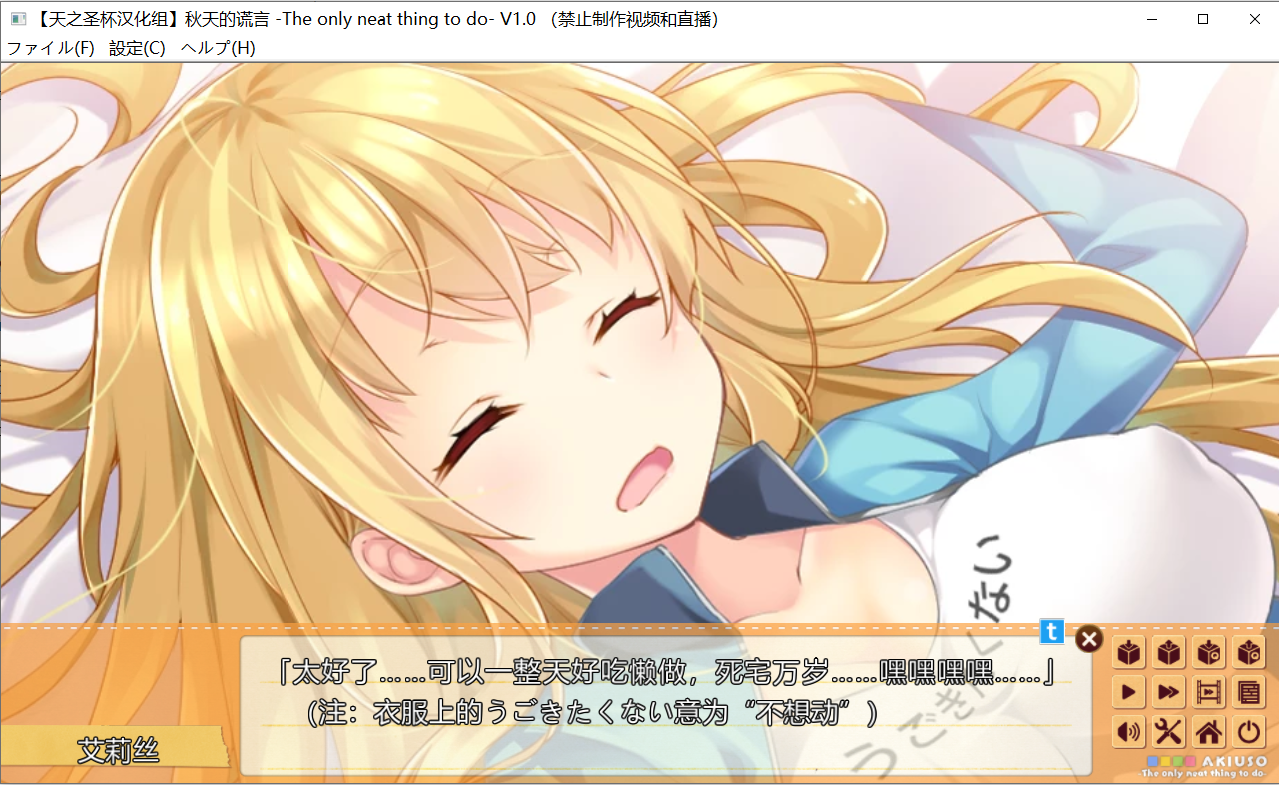 【天之圣杯汉化组】秋天的谎言 -The only neat thing to do- V1.0 （禁止制作视频和直播）
ファイル(F) 設定(C) ヘルプ(H)
うごきたくない
t
「太好了……可以一整天好吃懒做，死宅万岁……嘿嘿嘿嘿……」
（注：衣服上的うごきたくない意为“不想动”）
艾莉丝
AKIUSO
-The only neat thing to do-